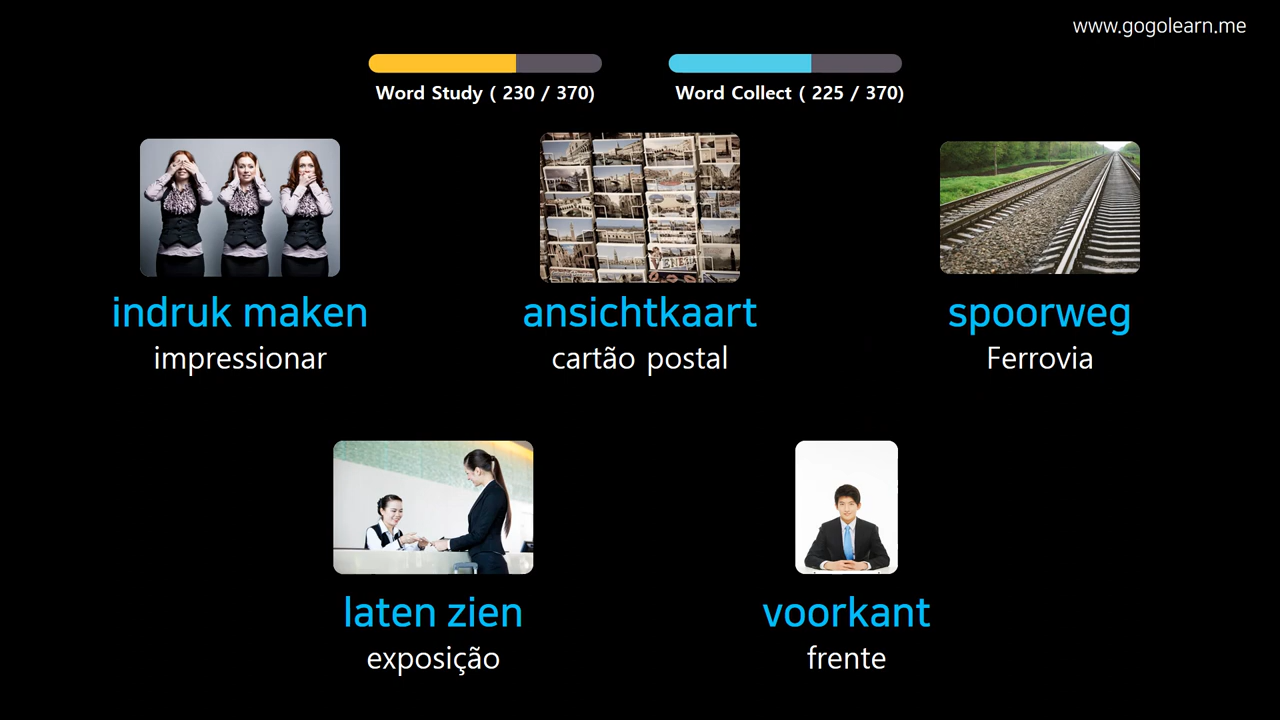 www.gogolearn.me
Word Study ( 230 / 370)
Word Collect ( 225 / 370)
indruk maken
impressionar
ansichtkaart
cartão postal
spoorweg
Ferrovia
laten zien
exposição
voorkant
frente